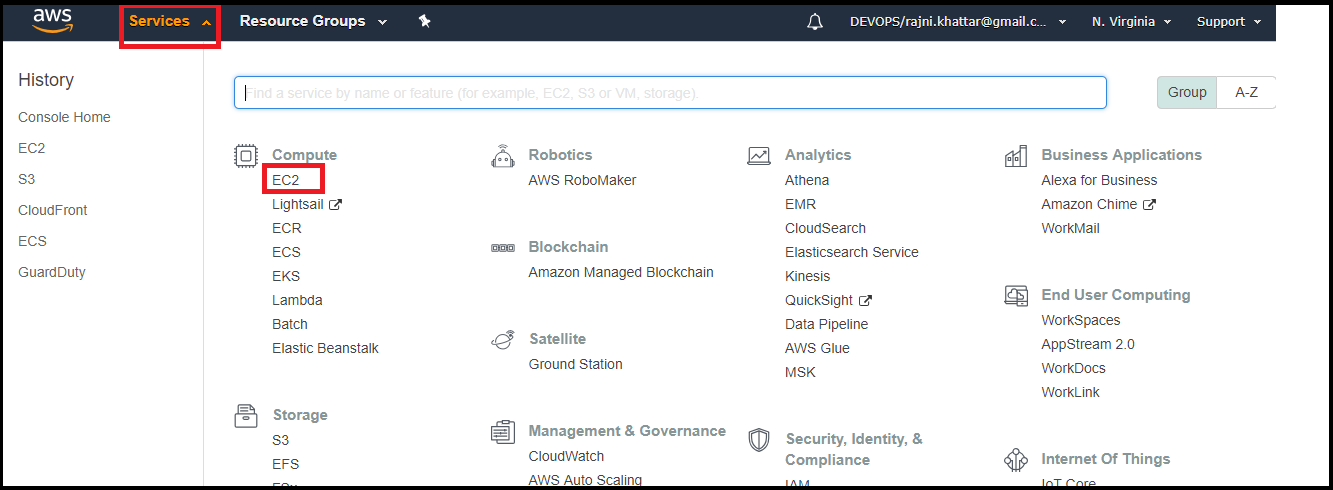 aws Services Resource Groups DEVOPS/rajni.khattar@gmail.c... N. Virginia Support
History
Console Home
EC2
S3
CloudFront
ECS
GuardDuty
Find a service by name or feature (for example, EC2, S3 or VM, storage).
Group A-Z
Compute
EC2
Lightsail
ECR
ECS
EKS
Lambda
Batch
Elastic Beanstalk
Storage
S3
EFS
Robotics
AWS RoboMaker
Blockchain
Amazon Managed Blockchain
Satellite
Ground Station
Management & Governance
CloudWatch
AWS Auto Scaling
Analytics
Athena
EMR
CloudSearch
Elasticsearch Service
Kinesis
QuickSight
Data Pipeline
AWS Glue
MSK
Security, Identity, &
Compliance
IAM
Business Applications
Alexa for Business
Amazon Chime
WorkMail
End User Computing
WorkSpaces
AppStream 2.0
WorkDocs
WorkLink
Internet Of Things
IoT Core